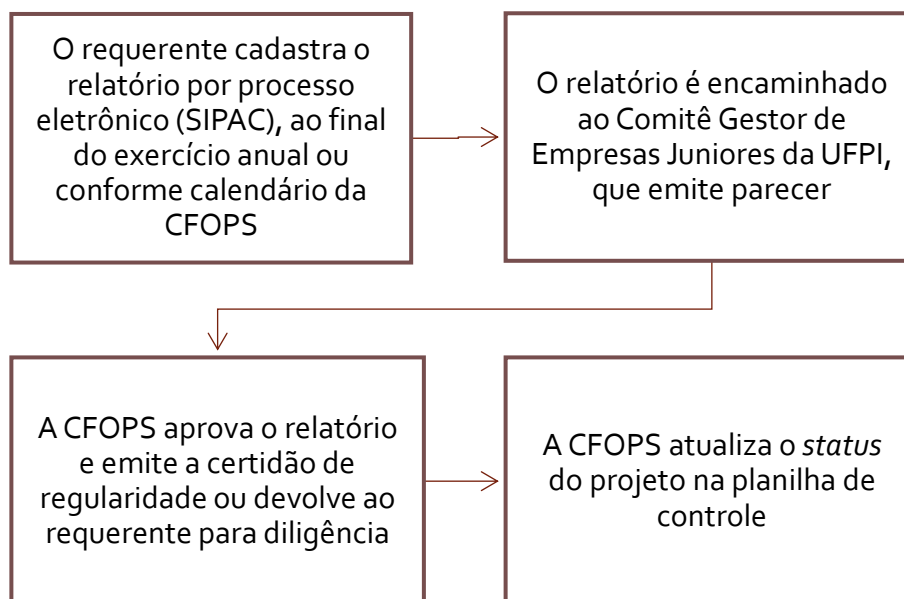 O requerente cadastra o
relatório por processo
eletrônico (SIPAC), ao final
do exercício anual ou
conforme calendário da
CFOPS
O relatório é encaminhado
ao Comitê Gestor de
Empresas Juniores da UFPI,
que emite parecer
A CFOPS aprova o relatório
e emite a certidão de
regularidade ou devolve ao
requerente para diligência
A CFOPS atualiza o status
do projeto na planilha de
controle